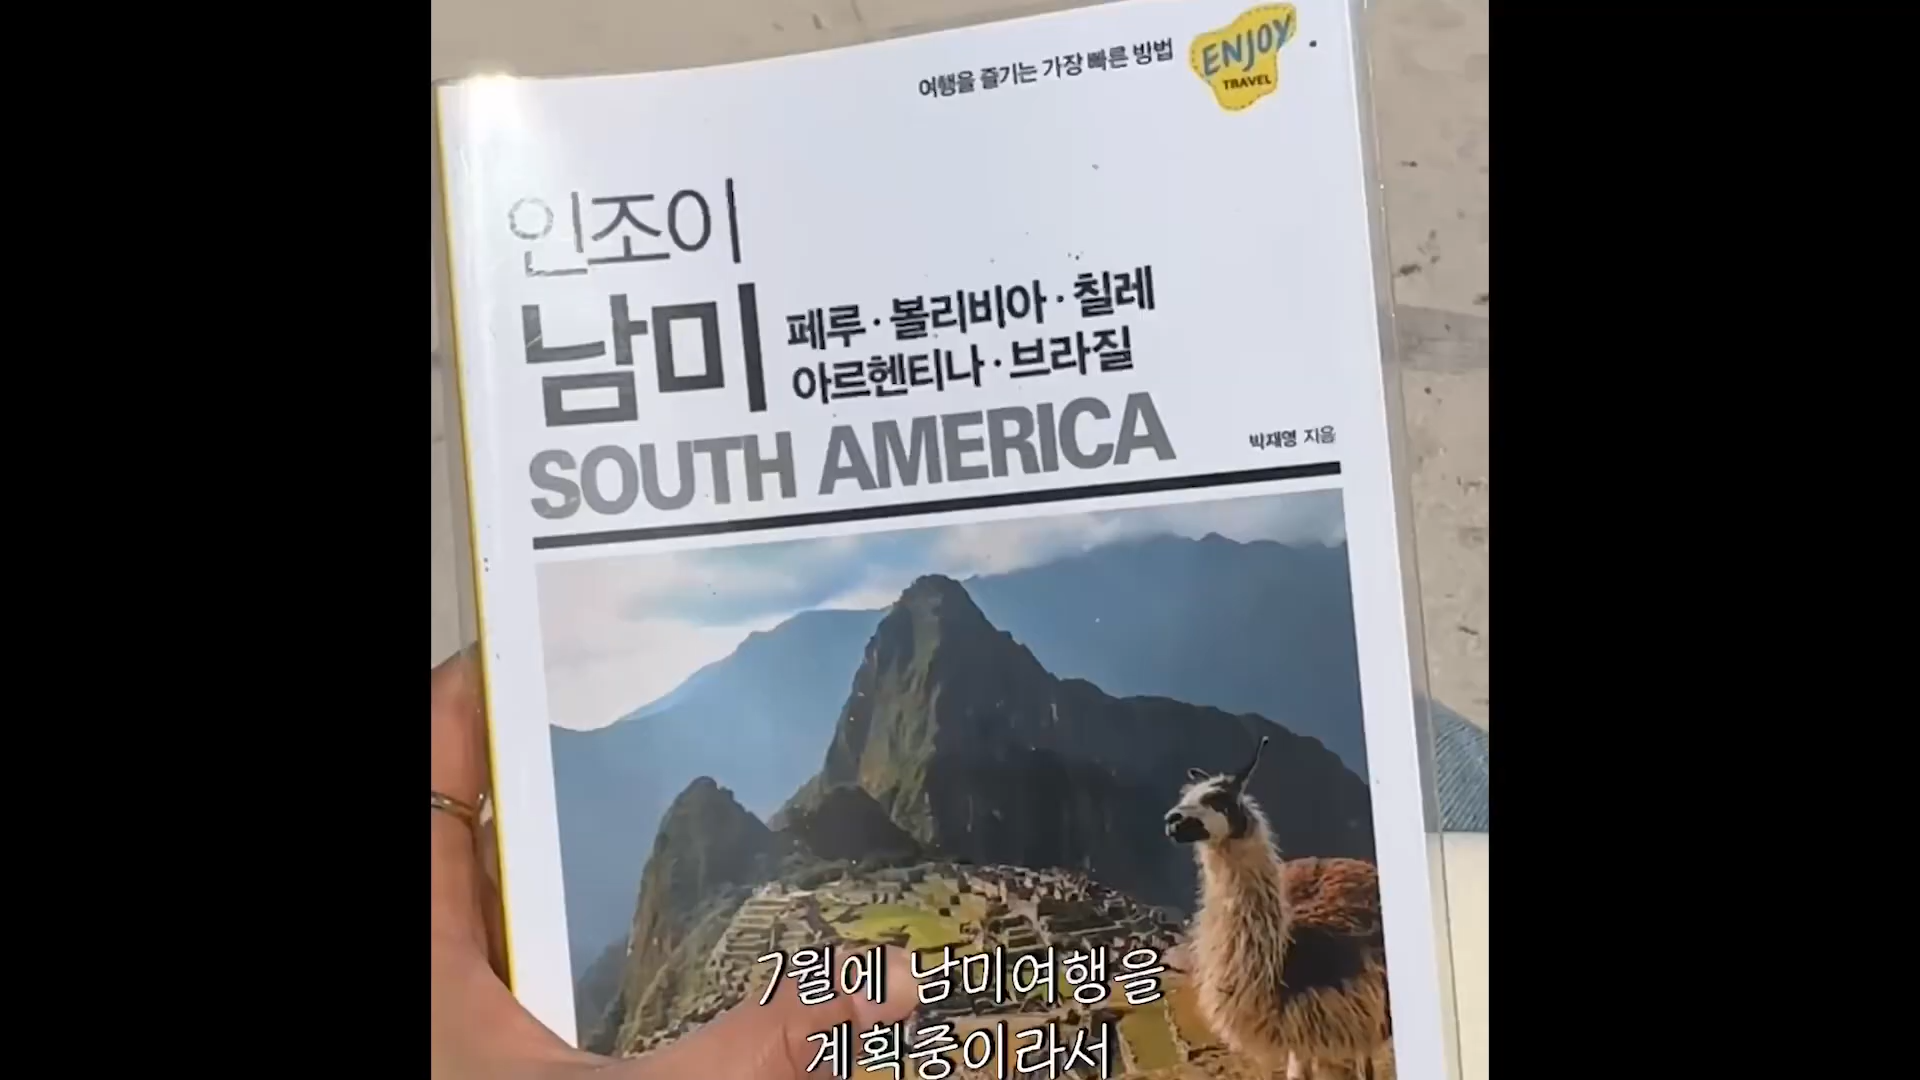 여행을 즐기는 가장 빠른 방법
ENJOY
TRAVEL
인조이
남미
페루·볼리비아·칠레
아르헨티나·브라질
SOUTH AMERICA
박재영 지음
7월에 남미여행을
계획중이라서